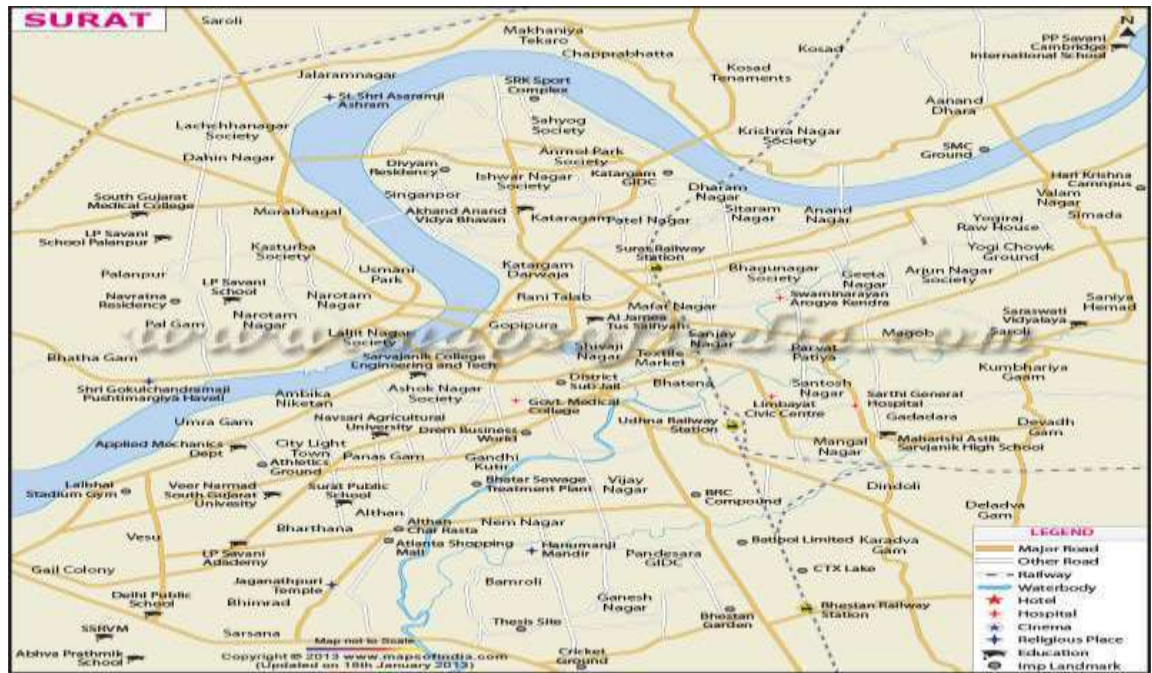 SURAT
Saroli
Makhaniya
Tekaro
Chapprabhatta
Kosad
N
PP Savani
Cambridge
International School
Kosad
Tenaments
Jalaramnagar
St. Shri Asaramji
Ashram
SRK Sport
Complex
Aanand
Dhara
Lachchhanagar
Society
Sahyog
Society
Krishna Nagar
Society
Dahin Nagar
Divyam
Residency
Anmol Park
Society
SMC
Ground
Ishwar Nagar
Society
Katargam
GIDC
Hari Krishna
Camnpus
South Gujarat
Medical College
Singanpor
Dharam
Nagar
Valam
Nagar
Morabhagal
Akhand Anand
Vidya Bhavan
Kataragam
Patel Nagar
Sitaram
Nagar
Anand
Nagar
Simada
Yogiraj
Raw House
LP Savani
School Palanpur
Kasturba
Society
Surat Railway
Station
Yogi Chowk
Ground
Palanpur
LP Savani
School
Usmani
Park
Katargam
Darwaja
Bhagunagar
Society
Geeta
Nagar
Arjun Nagar
Society
Navratna
Residency
Narotam
Nagar
Rani Talab
Mafat Nagar
Swaminarayan
Arogya Kendra
Saniya
Hemad
Pal Gam
Narotam
Nagar
Gopipura
Al Jamea
Tus Saifiyah
Saraswati
Vidyalaya
Laljit Nagar
Society
Sanjay
Nagar
Magob
Saroli
www.mapsofindia.com
Bhatha Gam
Sarvajanik College
Engineering and Tech
Shivaji
Nagar
Textile
Market
Parvat
Patiya
Kumbhariya
Gaam
Shri Gokulchandramaji
Pushtimargiya Haveli
Ambika
Niketan
Ashok Nagar
Society
District
Sub Jail
Bhatena
Santosh
Nagar
Govt. Medical
College
Limbayat
Civic Centre
Sarthi General
Hospital
Umra Gam
Navsari Agricultural
University
Gadadara
Devadh
Gam
Udhna Railway
Station
Applied Mechanics
Dept
City Light
Town
Drem Business
World
Mangal
Nagar
Maharishi Astik
Sarvjanik High School
Athletics
Ground
Panas Gam
Gandhi
Kutir
Lalbhai
Stadium Gym
Veer Narmad
South Gujarat
Univesity
Surat Public
School
Bhatar Sewage
Treatment Plant
Vijay
Nagar
BRC
Compound
Dindoli
Deladva
Gam
Althan
Bharthana
Althan
Char Rasta
Nem Nagar
Vesu
LP Savani
Adademy
Atlanta Shopping
Mall
Hanumanji
Mandir
Pandesara
GIDC
Batibol Limited
Karadva
Gam
Gail Colony
Jaganathpuri
Temple
Bamroli
CTX Lake
Delhi Public
School
Bhimrad
Ganesh
Nagar
Bhestan
Garden
Bhestan Railway
Station
SSRVM
Sarsana
Thesis Site
Abhva Prathmik
School
Cricket
Ground
Map not to Scale
Copyright © 2013 www.mapsofindia.com
(Updated on 18th January 2013)
LEGEND
Major Road
Other Road
Railway
Waterbody
Hotel
Hospital
Cinema
Religious Place
Education
Imp Landmark